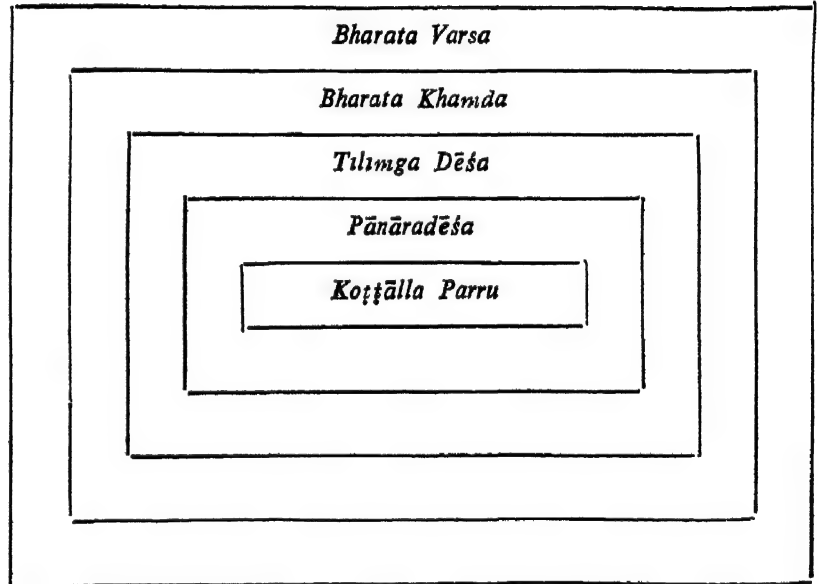 Bharata Varsa
Bharata Khamda
Tilimga Dēśa
Pānāradēśa
Koṭṭālla Parru